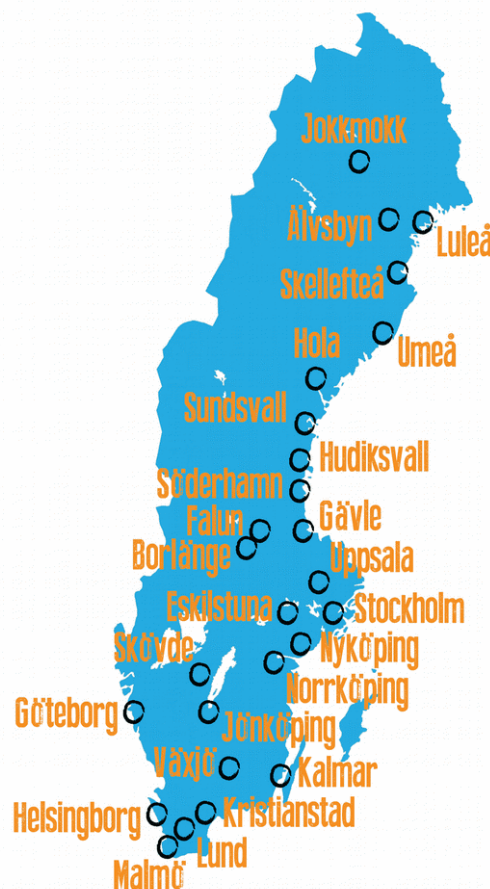 Jokkmokk
Älvsbyn
Luleå
Skellefteå
Umeå
Hola
Sundsvall
Hudiksvall
Söderhamn
Falun
Gävle
Borlänge
Uppsala
Eskilstuna
Stockholm
Skövde
Nyköping
Norrköping
Göteborg
Jönköping
Växjö
Kalmar
Helsingborg
Kristianstad
Lund
Malmö